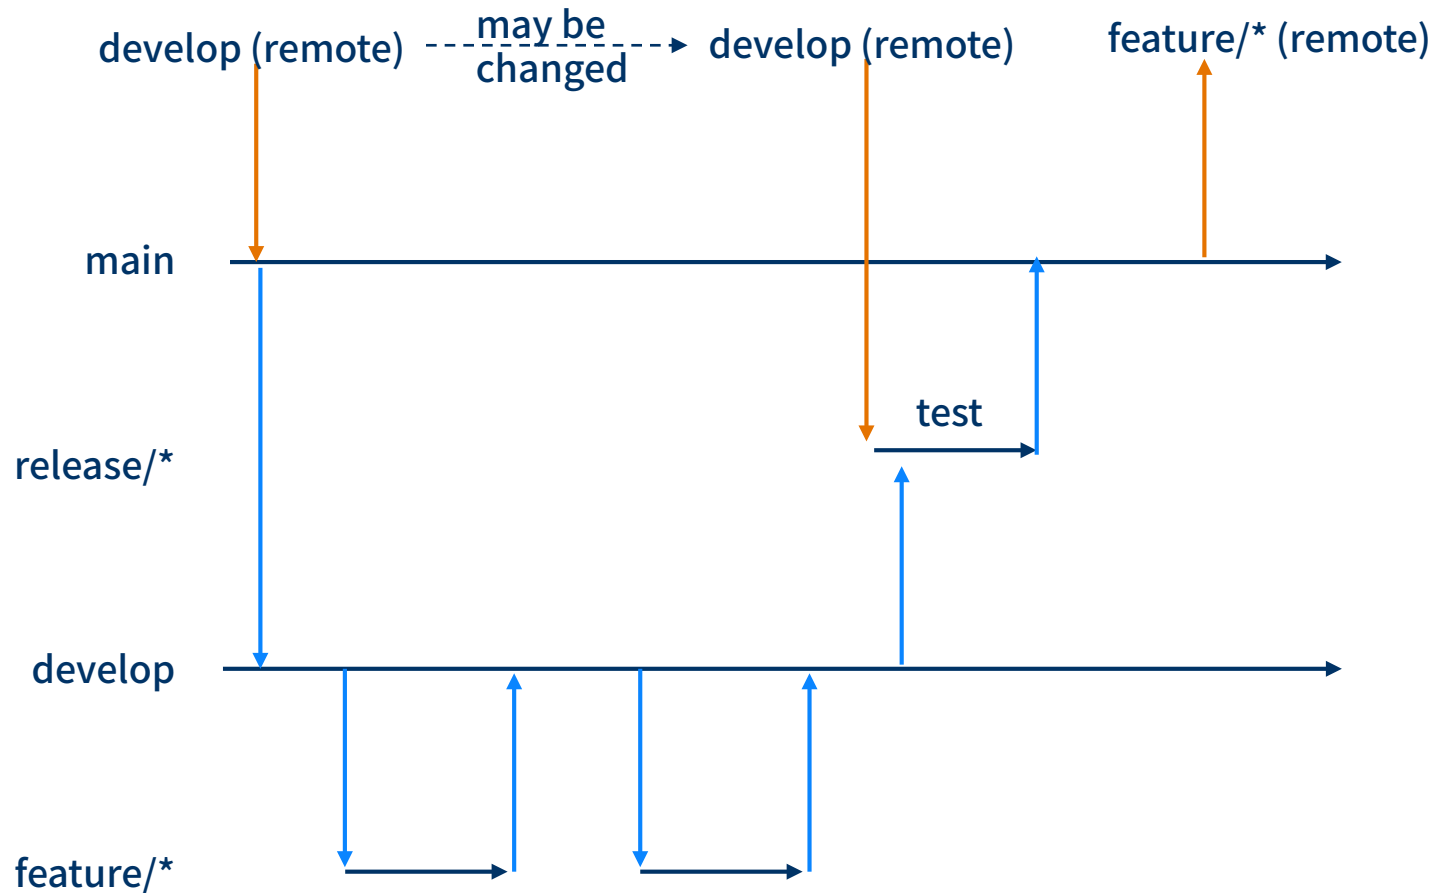 develop (remote)
may be
changed
develop (remote)
feature/* (remote)
main
test
release/*
develop
feature/*